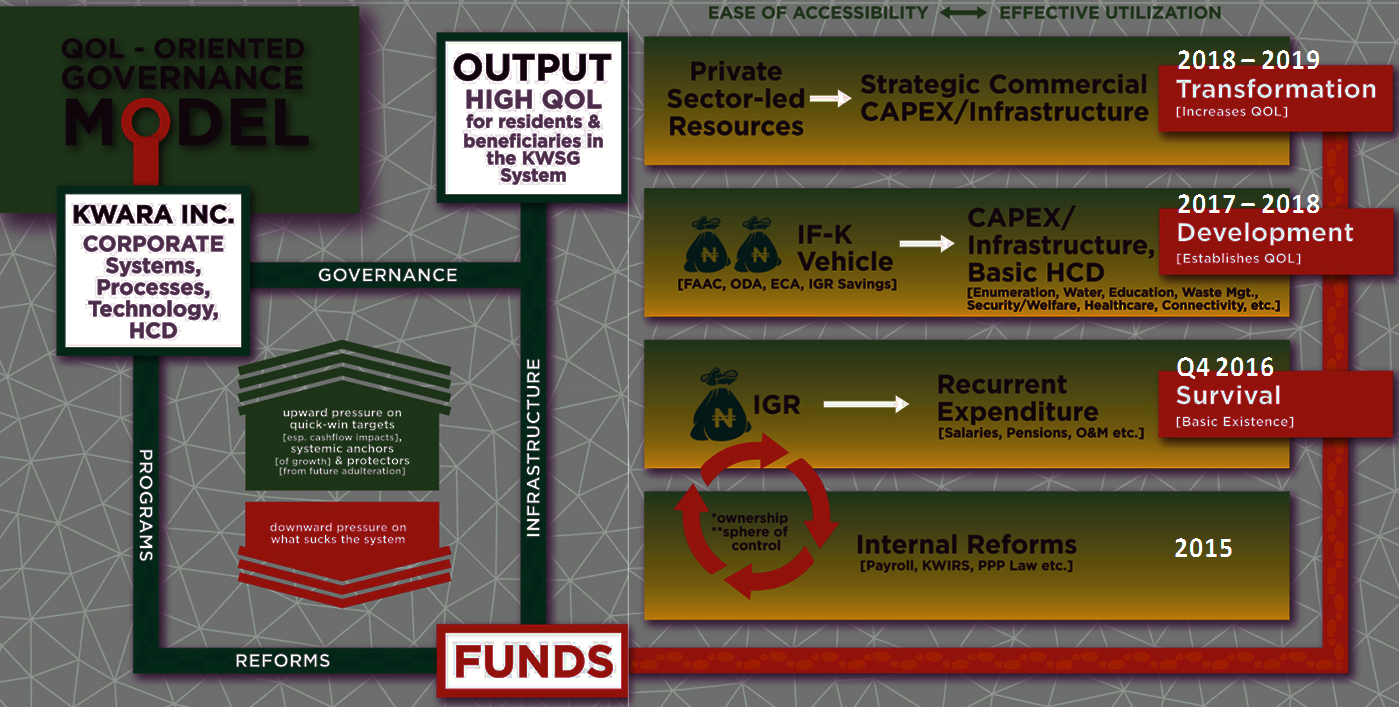 QOL - ORIENTED
GOVERNANCE
MODEL
KWARA INC.
CORPORATE
Systems,
Processes,
Technology,
HCD
GOVERNANCE
OUTPUT
HIGH QOL
for residents &
beneficiaries in
the KWSG
System
upward pressure on
quick-win targets
[esp. cashflow impacts],
systemic anchors
[of growth] & protectors
[from future adulteration]
downward pressure on
what sucks the system
PROGRAMS
INFRASTRUCTURE
REFORMS
FUNDS
EASE OF ACCESSIBILITY EFFECTIVE UTILIZATION
Private
Sector-led
Resources
Strategic Commercial
CAPEX/Infrastructure
2018 – 2019
Transformation
[Increases QOL]
₦ ₦
IF-K
Vehicle
[FAAC, ODA, ECA, IGR Savings]
CAPEX/
Infrastructure,
Basic HCD
[Enumeration, Water, Education, Waste Mgt.,
Security/Welfare, Healthcare, Connectivity, etc.]
2017 – 2018
Development
[Establishes QOL]
₦
IGR
Recurrent
Expenditure
[Salaries, Pensions, O&M etc.]
Q4 2016
Survival
[Basic Existence]
*ownership
**sphere of
control
Internal Reforms
[Payroll, KWIRS, PPP Law etc.]
2015